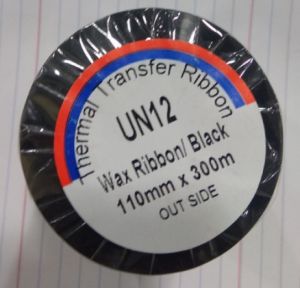 Thermal Transfer Ribbon
UN12
Wax Ribbon/ Black
110mm x 300m
OUT SIDE